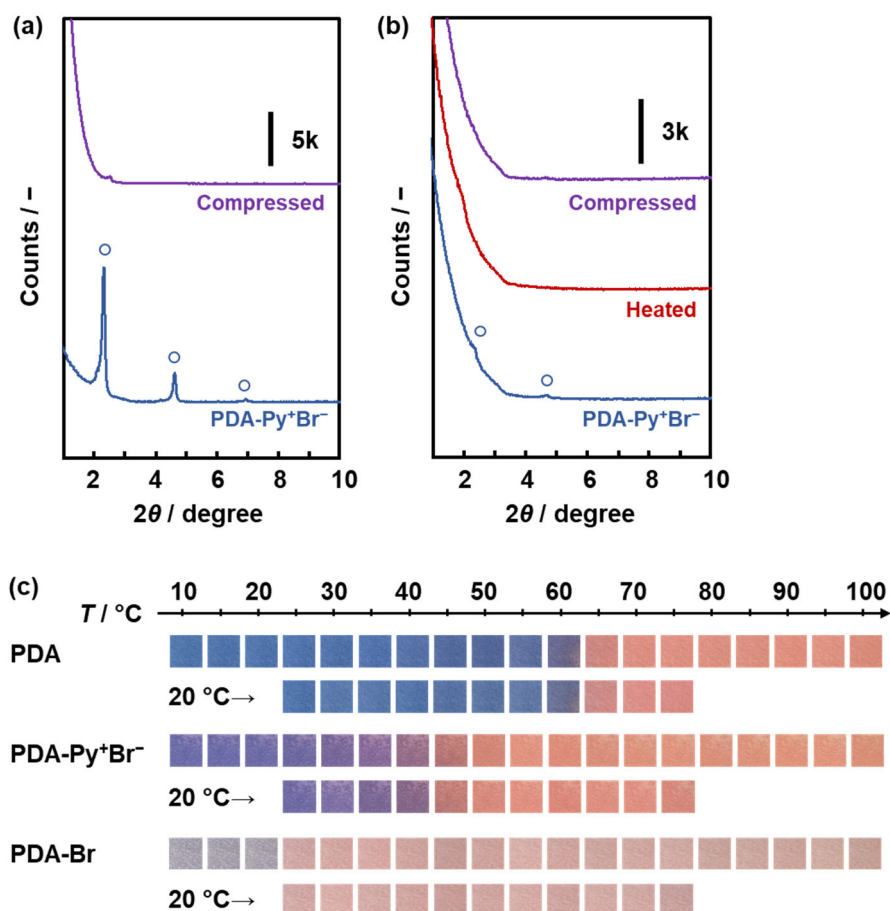 (a)
5k
Compressed
PDA-Py⁺Br⁻
Counts / −
2 4 6 8 10
2θ / degree
(b)
3k
Compressed
Heated
PDA-Py⁺Br⁻
Counts / −
2 4 6 8 10
2θ / degree
(c)
10 20 30 40 50 60 70 80 90 100
T / °C
PDA
20 °C→
PDA-Py⁺Br⁻
20 °C→
PDA-Br
20 °C→